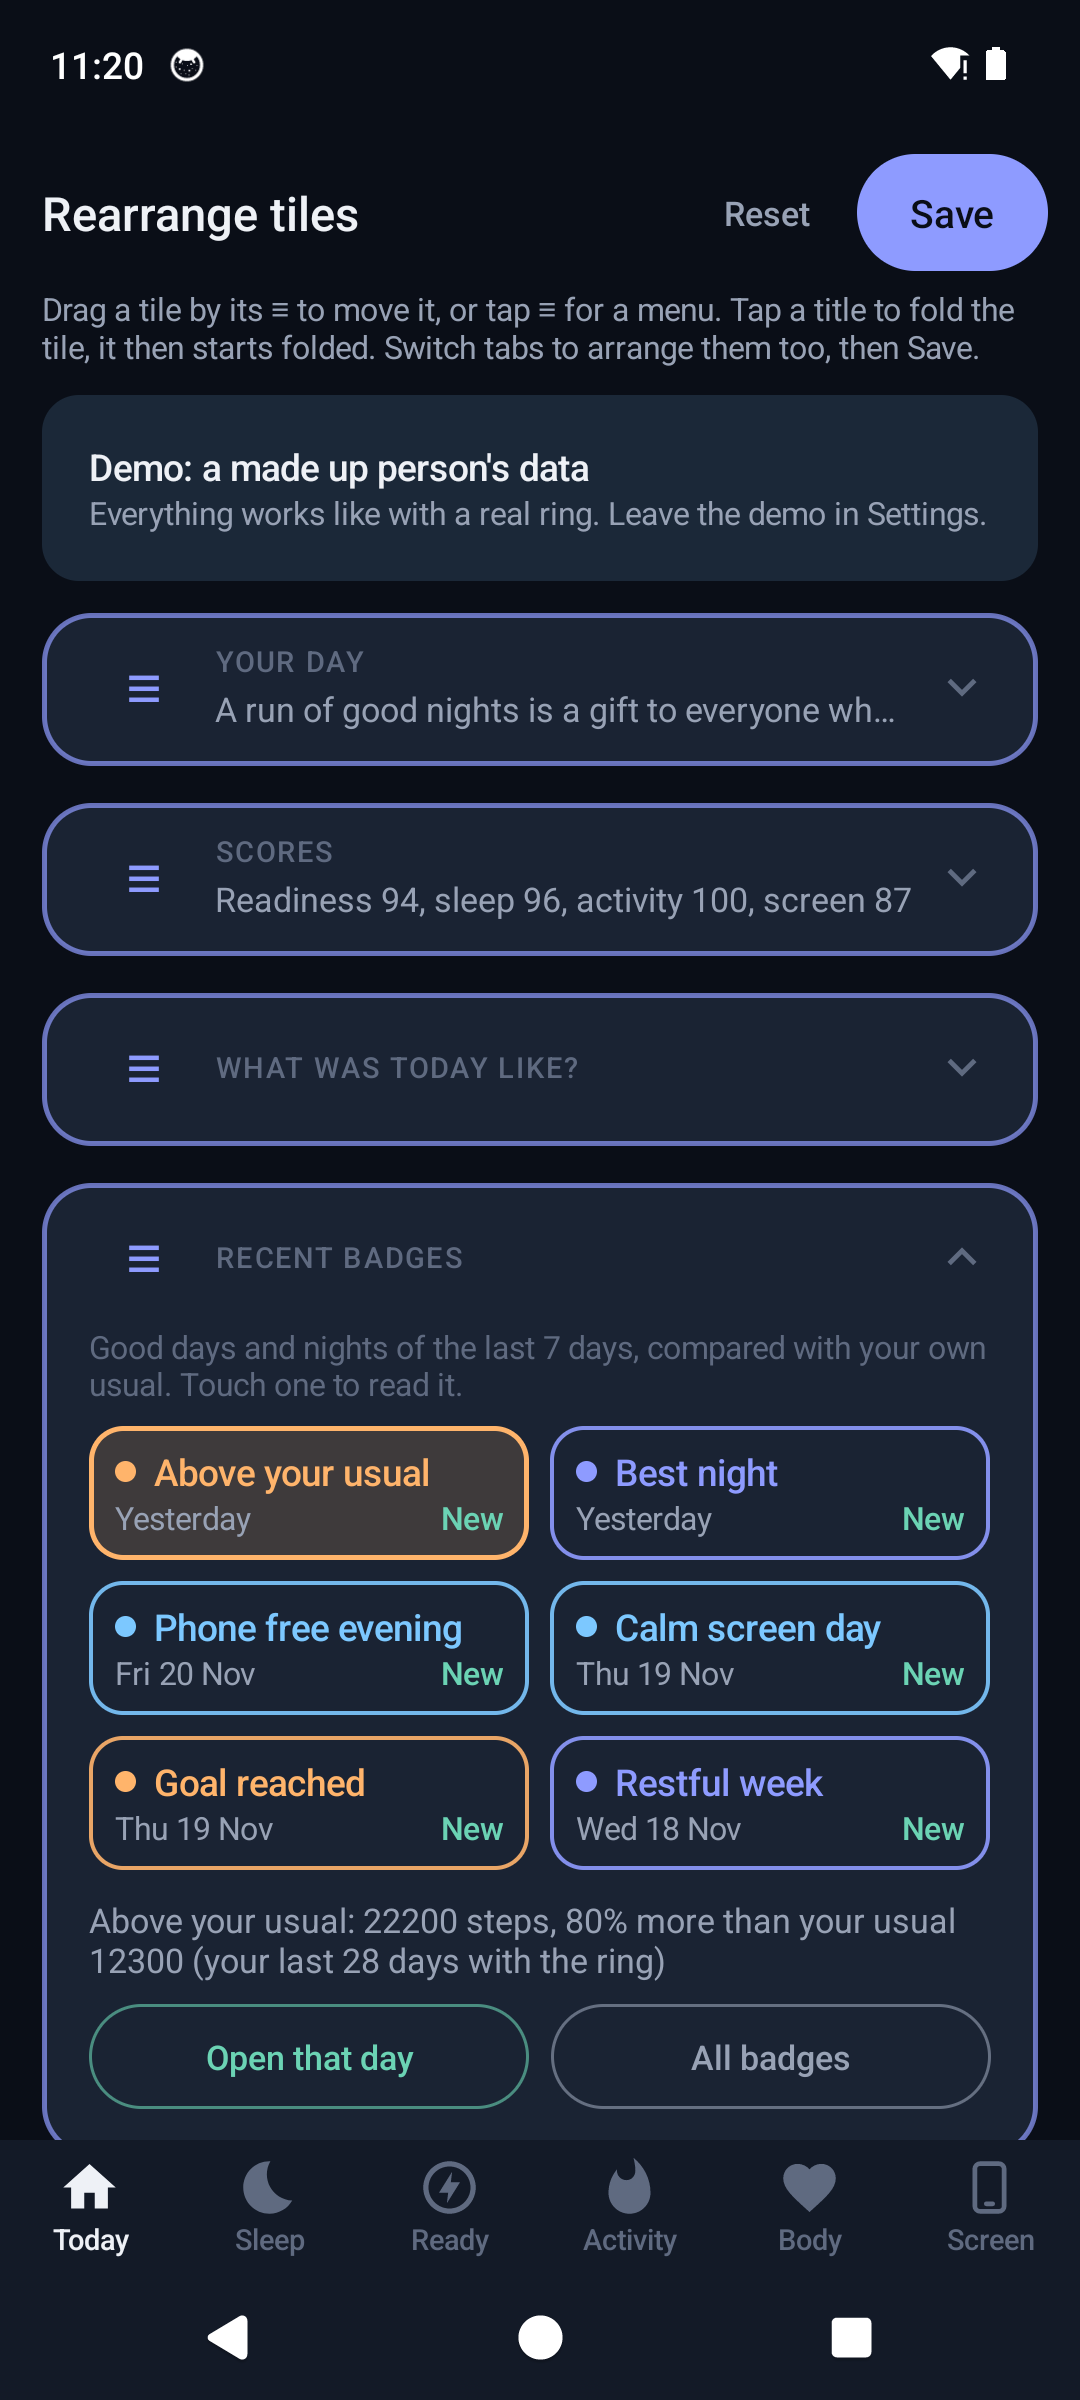 11:20
Rearrange tiles
Reset
Save
Drag a tile by its ≡ to move it, or tap ≡ for a menu. Tap a title to fold the
tile, it then starts folded. Switch tabs to arrange them too, then Save.
Demo: a made up person's data
Everything works like with a real ring. Leave the demo in Settings.
YOUR DAY
A run of good nights is a gift to everyone wh...
SCORES
Readiness 94, sleep 96, activity 100, screen 87
WHAT WAS TODAY LIKE?
RECENT BADGES
Good days and nights of the last 7 days, compared with your own
usual. Touch one to read it.
Above your usual
Yesterday New
Best night
Yesterday New
Phone free evening
Fri 20 Nov New
Calm screen day
Thu 19 Nov New
Goal reached
Thu 19 Nov New
Restful week
Wed 18 Nov New
Above your usual: 22200 steps, 80% more than your usual
12300 (your last 28 days with the ring)
Open that day
All badges
Today
Sleep
Ready
Activity
Body
Screen